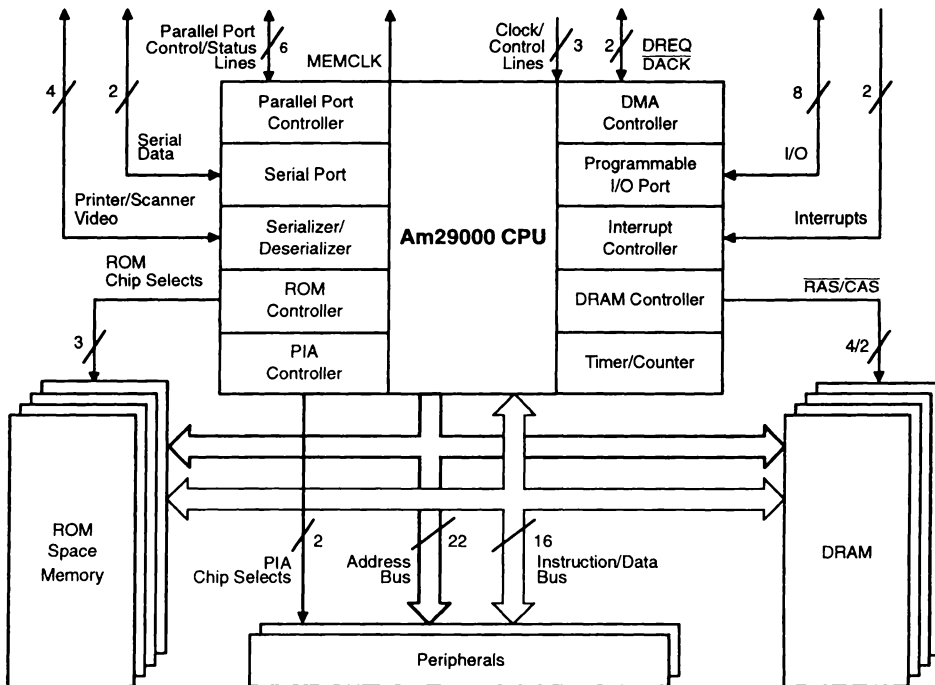 Parallel Port
Control/Status
Lines
6
MEMCLK
Clock/
Control
Lines
3
2
DREQ
DACK
4
2
8
2
Serial
Data
Printer/Scanner
Video
ROM
Chip Selects
3
Parallel Port
Controller
Serial Port
Serializer/
Deserializer
ROM
Controller
PIA
Controller
Am29000 CPU
DMA
Controller
Programmable
I/O Port
Interrupt
Controller
DRAM Controller
Timer/Counter
I/O
Interrupts
RAS/CAS
4/2
ROM
Space
Memory
2
PIA
Chip Selects
22
Address
Bus
16
Instruction/Data
Bus
DRAM
Peripherals